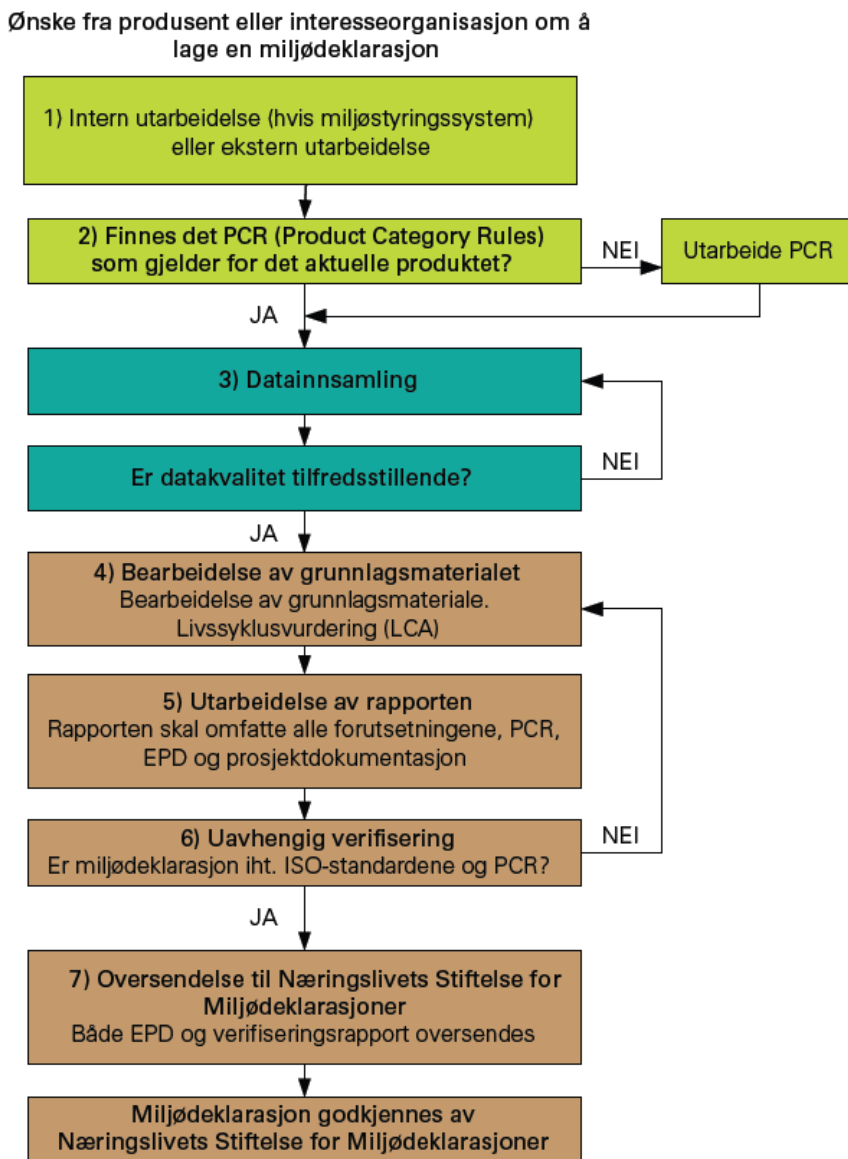 Ønske fra produsent eller interesseorganisasjon om å
lage en miljødeklarasjon
1) Intern utarbeidelse (hvis miljøstyringssystem)
eller ekstern utarbeidelse
2) Finnes det PCR (Product Category Rules)
som gjelder for det aktuelle produktet?
NEI
Utarbeide PCR
JA
3) Datainnsamling
Er datakvalitet tilfredsstillende?
NEI
JA
4) Bearbeidelse av grunnlagsmaterialet
Bearbeidelse av grunnlagsmateriale.
Livssyklusvurdering (LCA)
5) Utarbeidelse av rapporten
Rapporten skal omfatte alle forutsetningene, PCR,
EPD og prosjektdokumentasjon
6) Uavhengig verifisering
Er miljødeklarasjon iht. ISO-standardene og PCR?
NEI
JA
7) Oversendelse til Næringslivets Stiftelse for
Miljødeklarasjoner
Både EPD og verifiseringsrapport oversendes
Miljødeklarasjon godkjennes av
Næringslivets Stiftelse for Miljødeklarasjoner